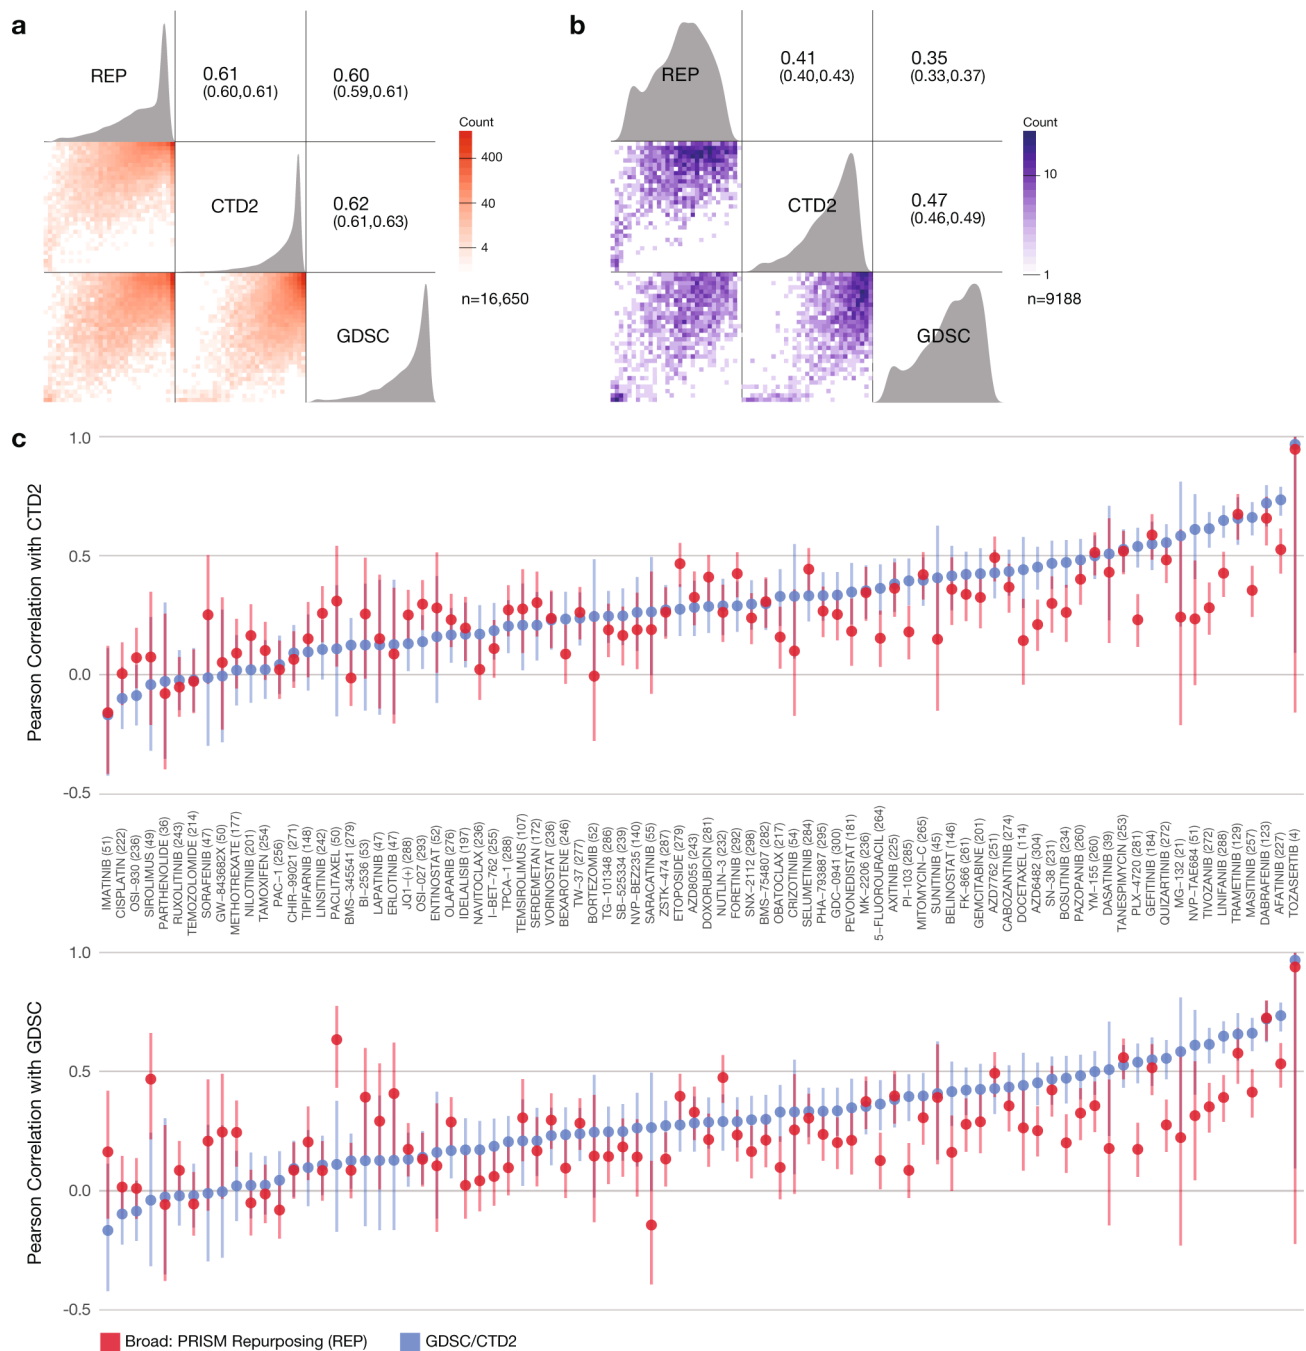 a
REP
0.61
(0.60,0.61)
0.60
(0.59,0.61)
Count
400
40
4
CTD2
0.62
(0.61,0.63)
n=16,650
GDSC
b
REP
0.41
(0.40,0.43)
0.35
(0.33,0.37)
Count
10
1
CTD2
0.47
(0.46,0.49)
n=9188
GDSC
c
Pearson Correlation with CTD2
1.0
0.5
0.0
-0.5
IMATINIB (51)
CISPLATIN (222)
OSI-930 (236)
SIROLIMUS (49)
PARTHENOLIDE (36)
RUXOLITINIB (243)
TEMOZOLOMIDE (214)
SORAFENIB (47)
GW-843682X (50)
METHOTREXATE (177)
NILOTINIB (201)
TAMOXIFEN (254)
PAC-1 (256)
CHIR-99021 (271)
TIPIFARNIB (148)
LINSITINIB (242)
PACLITAXEL (50)
BMS-345541 (279)
BI-2536 (53)
LAPATINIB (47)
ERLOTINIB (47)
JQ1-(+) (288)
OSI-027 (293)
ENTINOSTAT (52)
OLAPARIB (276)
IDELALISIB (197)
NAVITOCLAX (236)
I-BET-762 (255)
TPCA-1 (288)
TEMSIROLIMUS (107)
SERDEMETAN (172)
VORINOSTAT (236)
BEXAROTENE (246)
TW-37 (277)
BORTEZOMIB (52)
TG-101348 (286)
SB-525334 (239)
NVP-BEZ235 (140)
SARACATINIB (55)
ZSTK-474 (287)
ETOPOSIDE (279)
AZD8055 (243)
DOXORUBICIN (281)
NUTLIN-3 (232)
FORETINIB (292)
SNX-2112 (298)
BMS-754807 (282)
OBATOCLAX (217)
CRIZOTINIB (54)
SELUMETINIB (284)
PHA-793887 (295)
GDC-0941 (300)
PEVONEDISTAT (181)
MK-2206 (236)
5-FLUOROURACIL (264)
AXITINIB (225)
PI-103 (285)
MITOMYCIN-C (265)
SUNITINIB (45)
BELINOSTAT (146)
FK-866 (261)
GEMCITABINE (201)
AZD7762 (251)
CABOZANTINIB (274)
DOCETAXEL (114)
AZD6482 (304)
SN-38 (231)
BOSUTINIB (234)
PAZOPANIB (260)
YM-155 (260)
DASATINIB (39)
TANESPIMYCIN (253)
PLX-4720 (281)
GEFITINIB (184)
QUIZARTINIB (272)
MG-132 (21)
NVP-TAE684 (51)
TIVOZANIB (272)
LINIFANIB (288)
TRAMETINIB (129)
MASITINIB (257)
DABRAFENIB (123)
AFATINIB (227)
TOZASERTIB (4)
Pearson Correlation with GDSC
1.0
0.5
0.0
-0.5
Broad: PRISM Repurposing (REP)
GDSC/CTD2